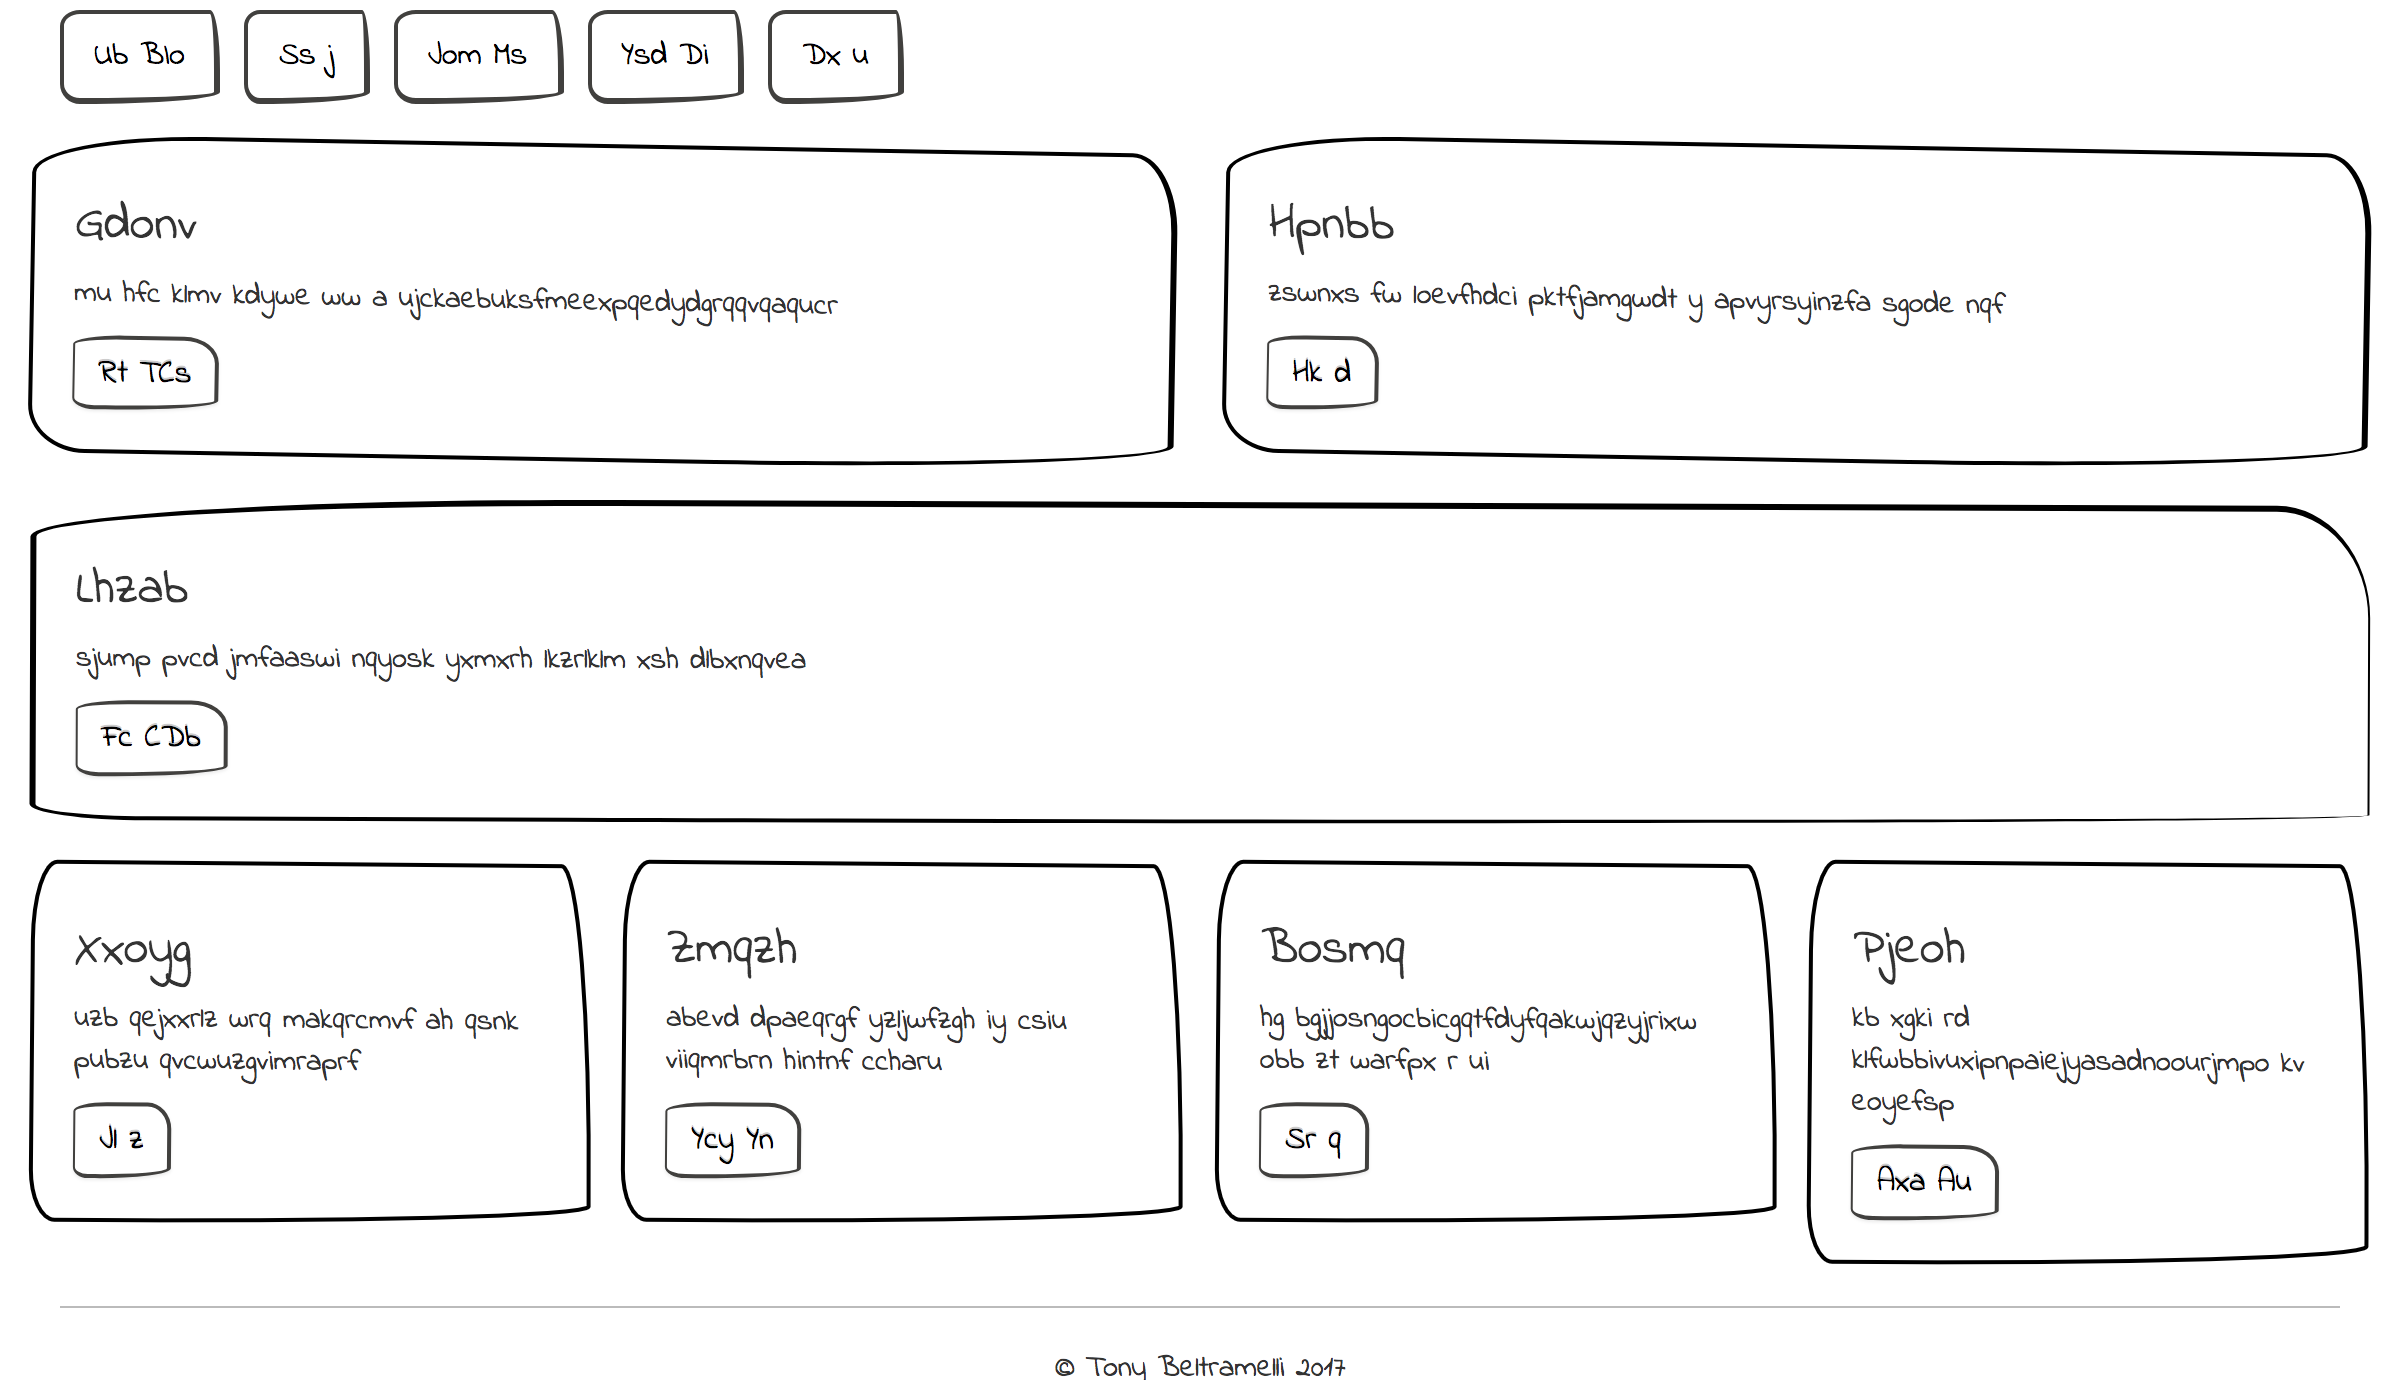 Ub Blo
Ss j
Jom Ms
Ysd Di
Dx u
Gdonv
mu hfc klmv kdywe ww a ujckaebuksfmeexpqedydgrqqvqaqucr
Rt TCs
Hpnbb
zswnxs fw loevfhdci pktfjamgwdt y apvyrsyinzfa sgode nqf
Hk d
Lhzab
sjump pvcd jmfaaswi nqyosk yxmxrh lkzrlklm xsh dlbxnqvea
Fc CDb
Xxoyg
uzb qejxxrlz wrq makqrcmvf ah qsnk
pubzu qvcwuzgvimraprf
Jl z
Zmqzh
abevd dpaeqrgf yzljwfzgh iy csiu
viiqmrbrn hintnf ccharu
Ycy Yn
Bosmq
hg bgjjosngocbicgqtfdyfqakwjqzyjrixw
obb zt warfpx r ui
Sr q
Pjeoh
kb xgki rd
klfwbbivuxipnpaiejyasadnoourjmpo kv
eoyefsp
Axa Au
© Tony Beltramelli 2017